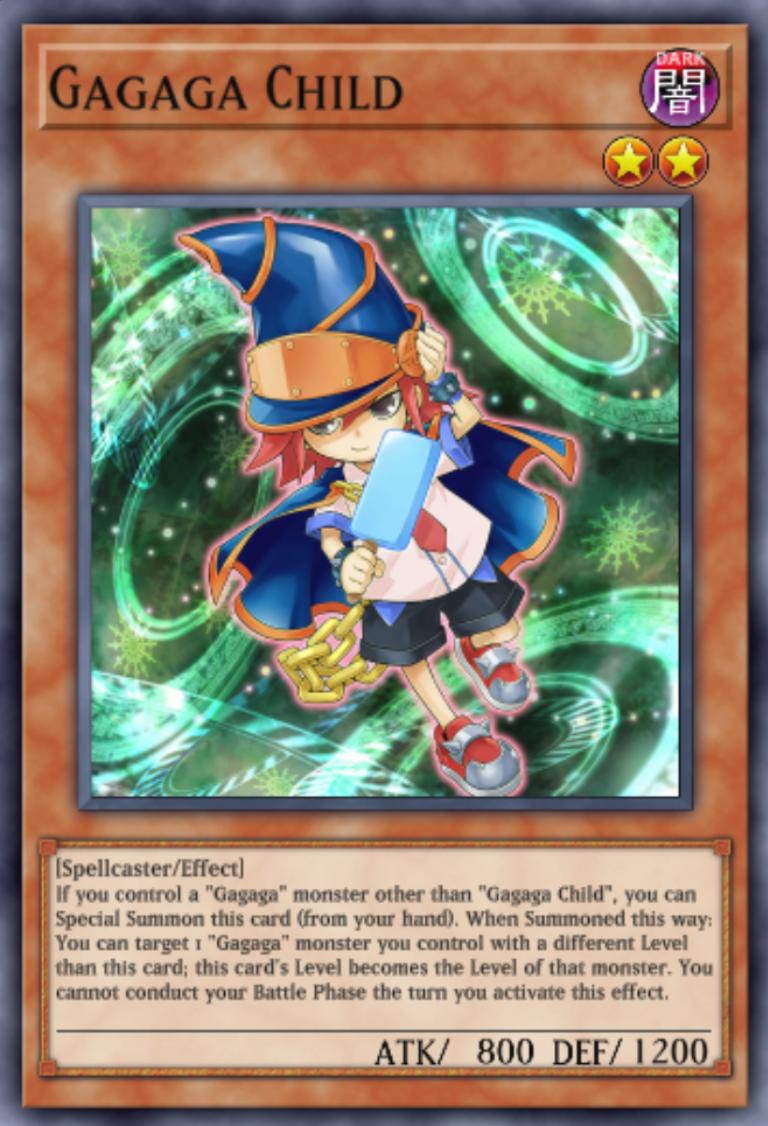 Gagaga Child
DARK
闇
[Spellcaster/Effect]
If you control a "Gagaga" monster other than "Gagaga Child", you can
Special Summon this card (from your hand). When Summoned this way:
You can target 1 "Gagaga" monster you control with a different Level
than this card; this card's Level becomes the Level of that monster. You
cannot conduct your Battle Phase the turn you activate this effect.
ATK/ 800 DEF/ 1200